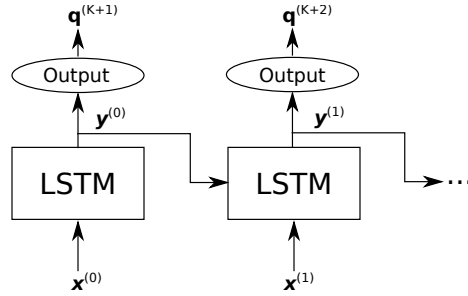 q(K+1) q(K+2)
Output Output
y(0) y(1)
LSTM LSTM ...
x(0) x(1)